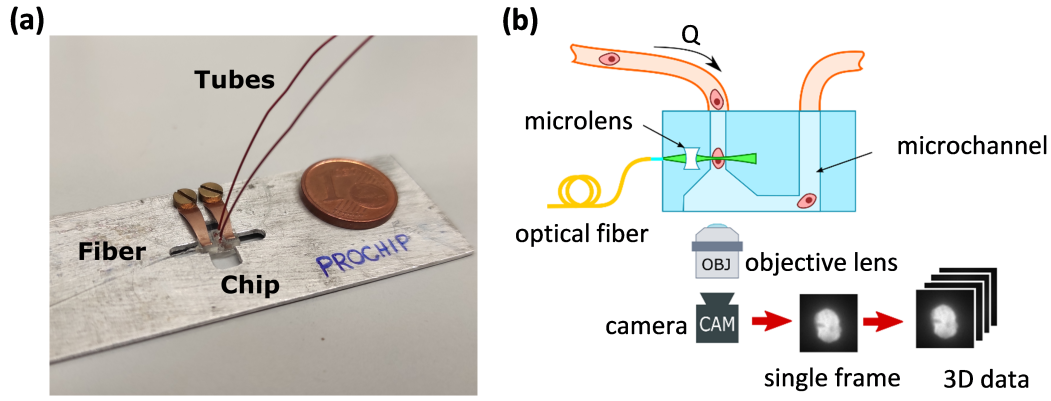 (a)
Tubes
Fiber
Chip
PROCHIP
(b)
Q
microlens
microchannel
optical fiber
OBJ
objective lens
camera
CAM
single frame
3D data